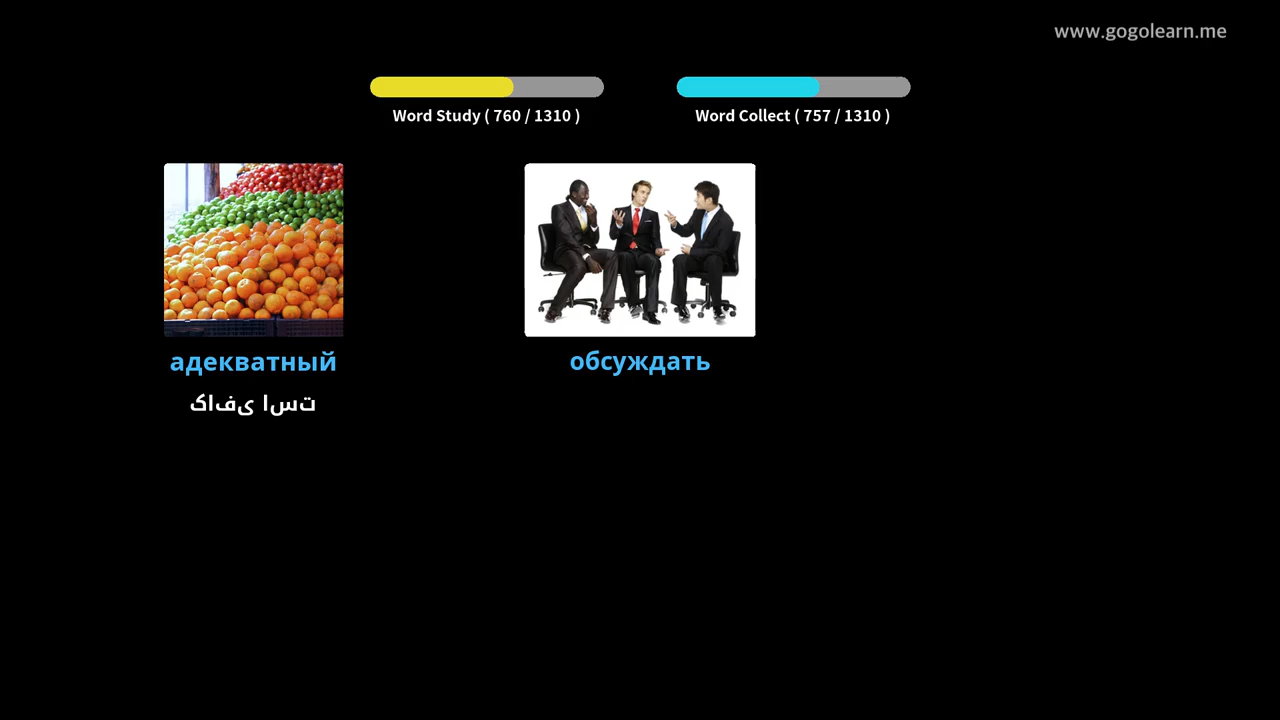 www.gogolearn.me
Word Study ( 760 / 1310 )
Word Collect ( 757 / 1310 )
адекватный
обсуждать
کافی است